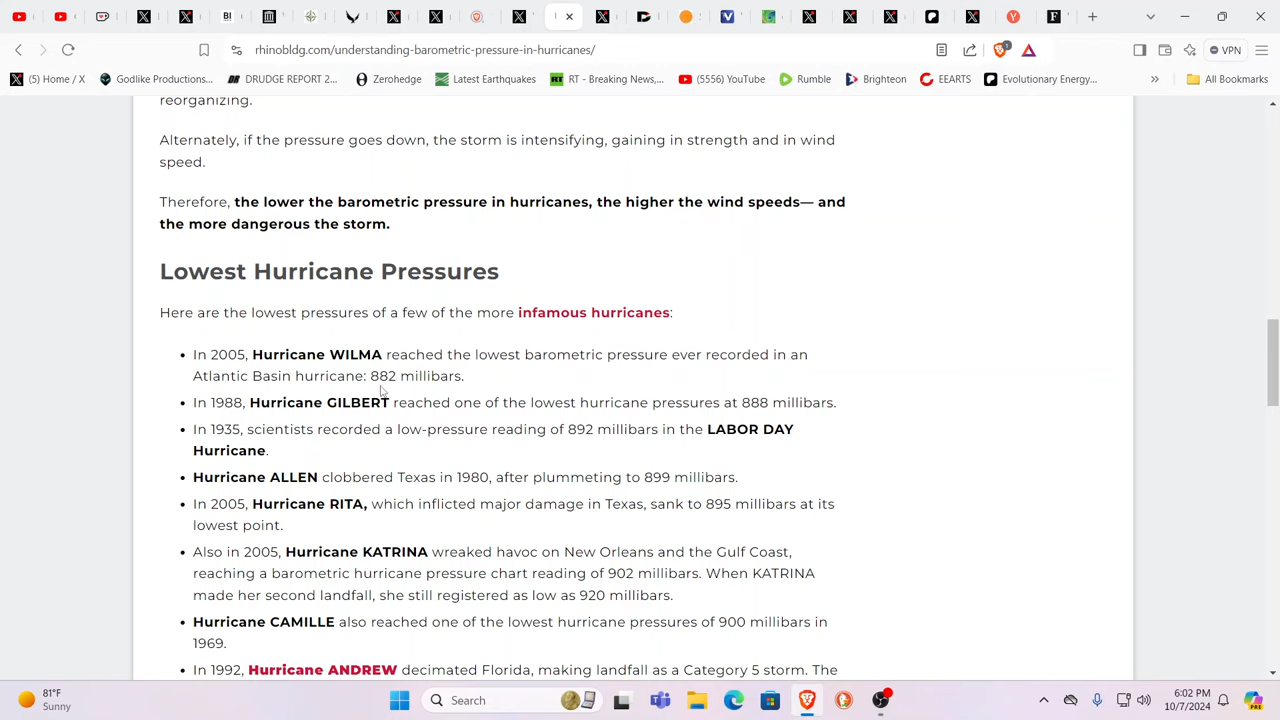 BI
rhinobldg.com/understanding-barometric-pressure-in-hurricanes/
1
VPN
(5) Home / X
Godlike Productions...
DRUDGE REPORT 2...
Zerohedge
Latest Earthquakes
RT
RT - Breaking News,...
(5556) YouTube
Rumble
Brighteon
EEARTS
Evolutionary Energy...
All Bookmarks
reorganizing.
Alternately, if the pressure goes down, the storm is intensifying, gaining in strength and in wind
speed.
Therefore, the lower the barometric pressure in hurricanes, the higher the wind speeds— and
the more dangerous the storm.
Lowest Hurricane Pressures
Here are the lowest pressures of a few of the more infamous hurricanes:
• In 2005, Hurricane WILMA reached the lowest barometric pressure ever recorded in an
Atlantic Basin hurricane: 882 millibars.
• In 1988, Hurricane GILBERT reached one of the lowest hurricane pressures at 888 millibars.
• In 1935, scientists recorded a low-pressure reading of 892 millibars in the LABOR DAY
Hurricane.
• Hurricane ALLEN clobbered Texas in 1980, after plummeting to 899 millibars.
• In 2005, Hurricane RITA, which inflicted major damage in Texas, sank to 895 millibars at its
lowest point.
• Also in 2005, Hurricane KATRINA wreaked havoc on New Orleans and the Gulf Coast,
reaching a barometric hurricane pressure chart reading of 902 millibars. When KATRINA
made her second landfall, she still registered as low as 920 millibars.
• Hurricane CAMILLE also reached one of the lowest hurricane pressures of 900 millibars in
1969.
• In 1992, Hurricane ANDREW decimated Florida, making landfall as a Category 5 storm. The
81°F
Sunny
Search
6:02 PM
10/7/2024